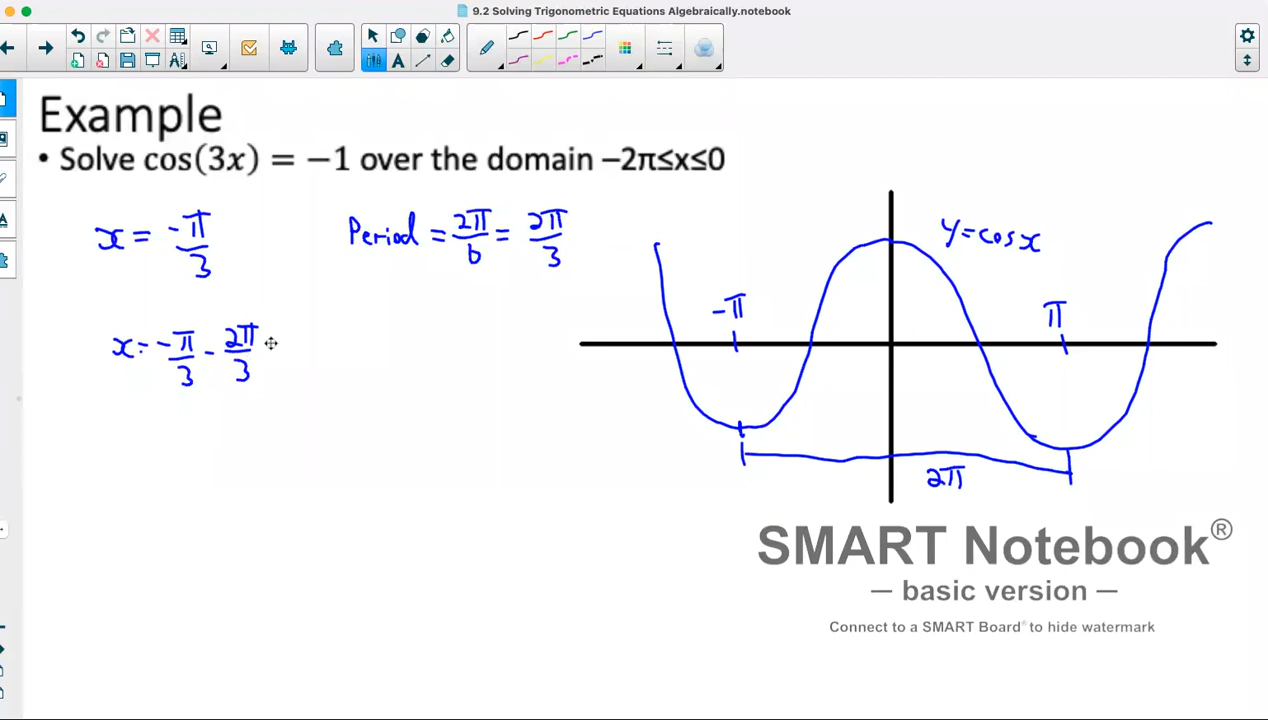 9.2 Solving Trigonometric Equations Algebraically.notebook
Example
• Solve cos(3x) = −1 over the domain −2π≤x≤0
x = -π/3
Period = 2π/b = 2π/3
y=cosx
-π
π
x = -π/3 - 2π/3
2π
SMART Notebook®
— basic version —
Connect to a SMART Board® to hide watermark